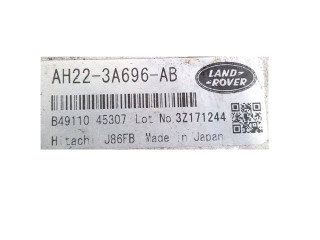 AH22-3A696-AB
LAND-
ROVER
B49110 45307 Lot No 3Z171244
Hitachi J86FB Made in Japan